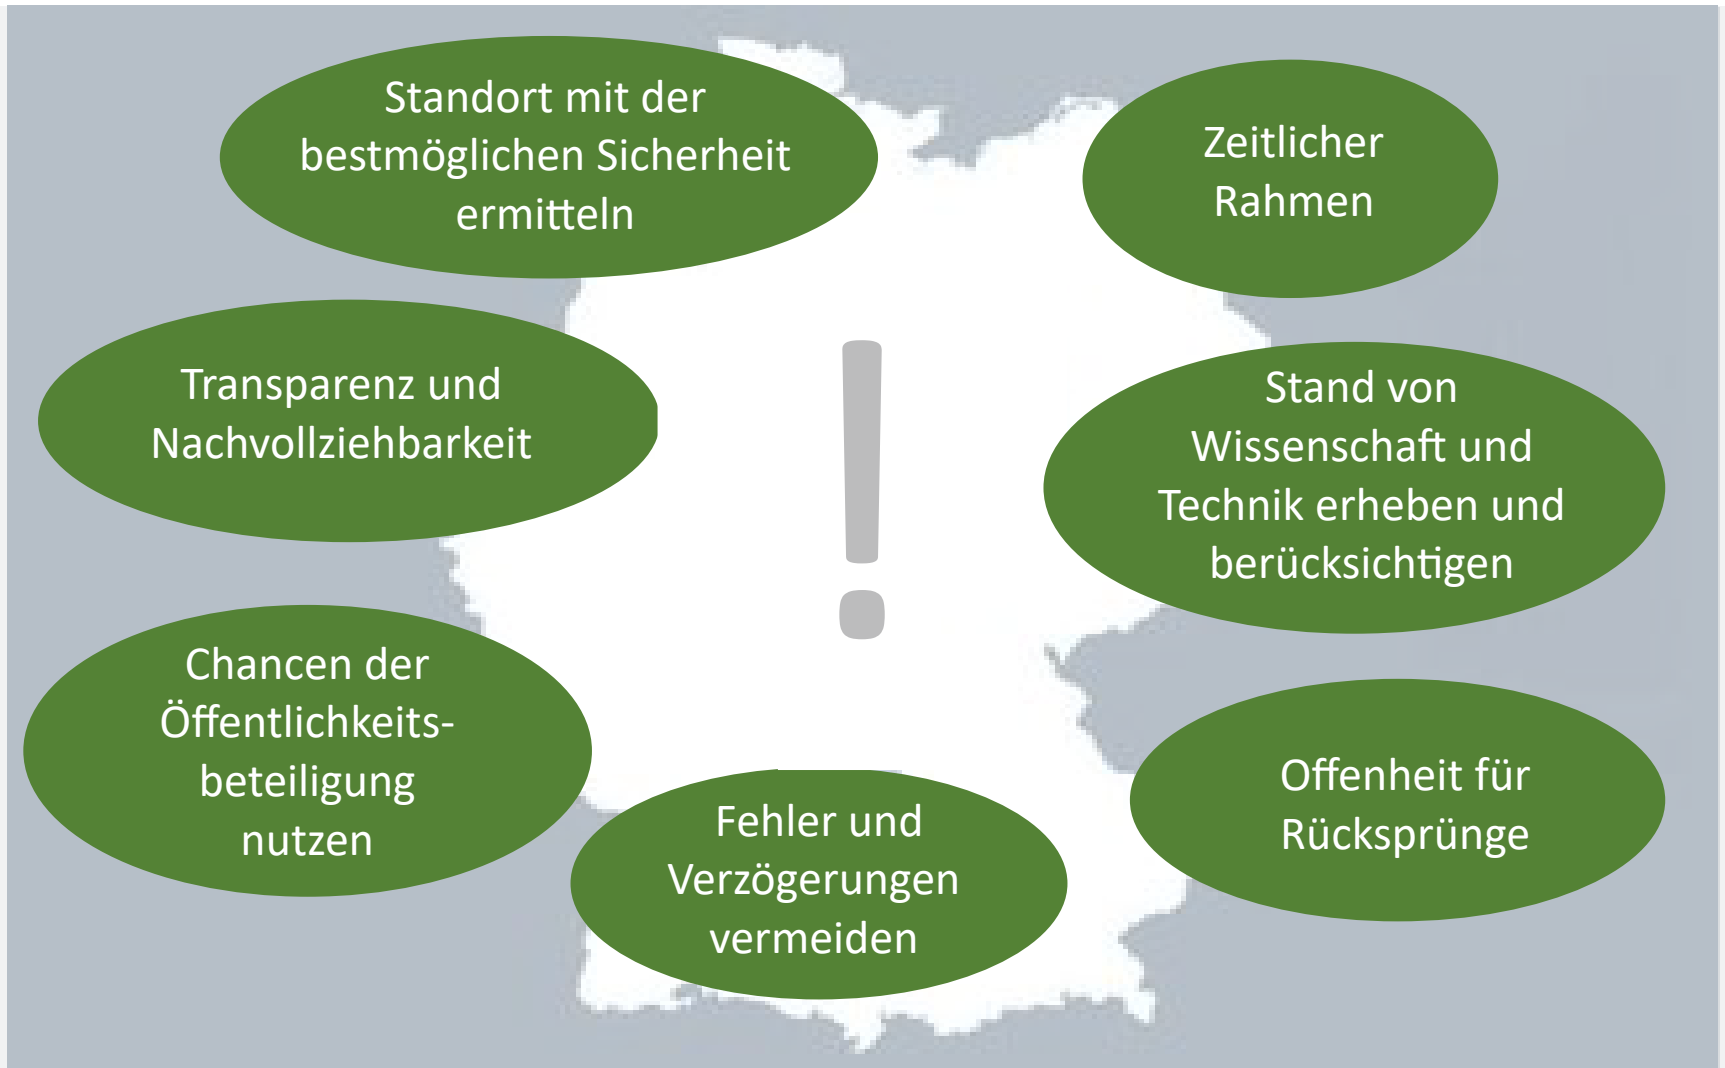 Standort mit der
bestmöglichen Sicherheit
ermitteln
Zeitlicher
Rahmen
Transparenz und
Nachvollziehbarkeit
!
Stand von
Wissenschaft und
Technik erheben und
berücksichtigen
Chancen der
Öffentlichkeits-
beteiligung
nutzen
Fehler und
Verzögerungen
vermeiden
Offenheit für
Rücksprünge